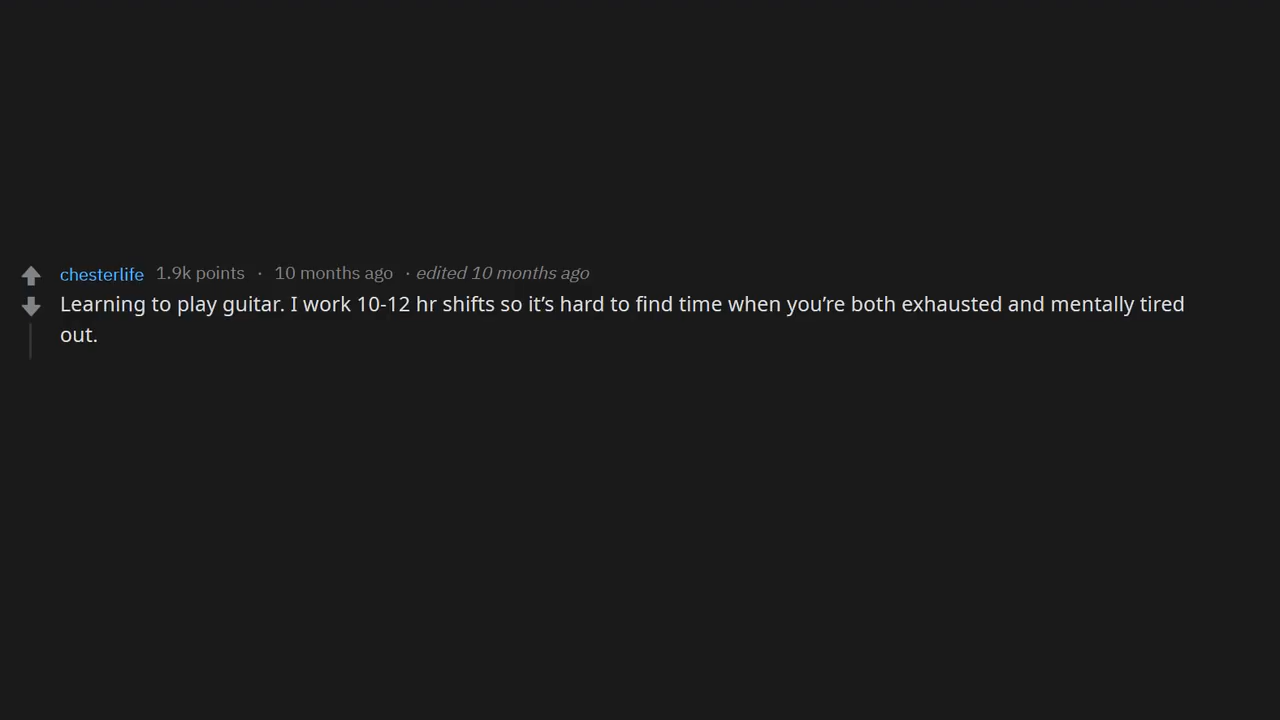 chesterlife 1.9k points · 10 months ago · edited 10 months ago
Learning to play guitar. I work 10-12 hr shifts so it’s hard to find time when you’re both exhausted and mentally tired
out.